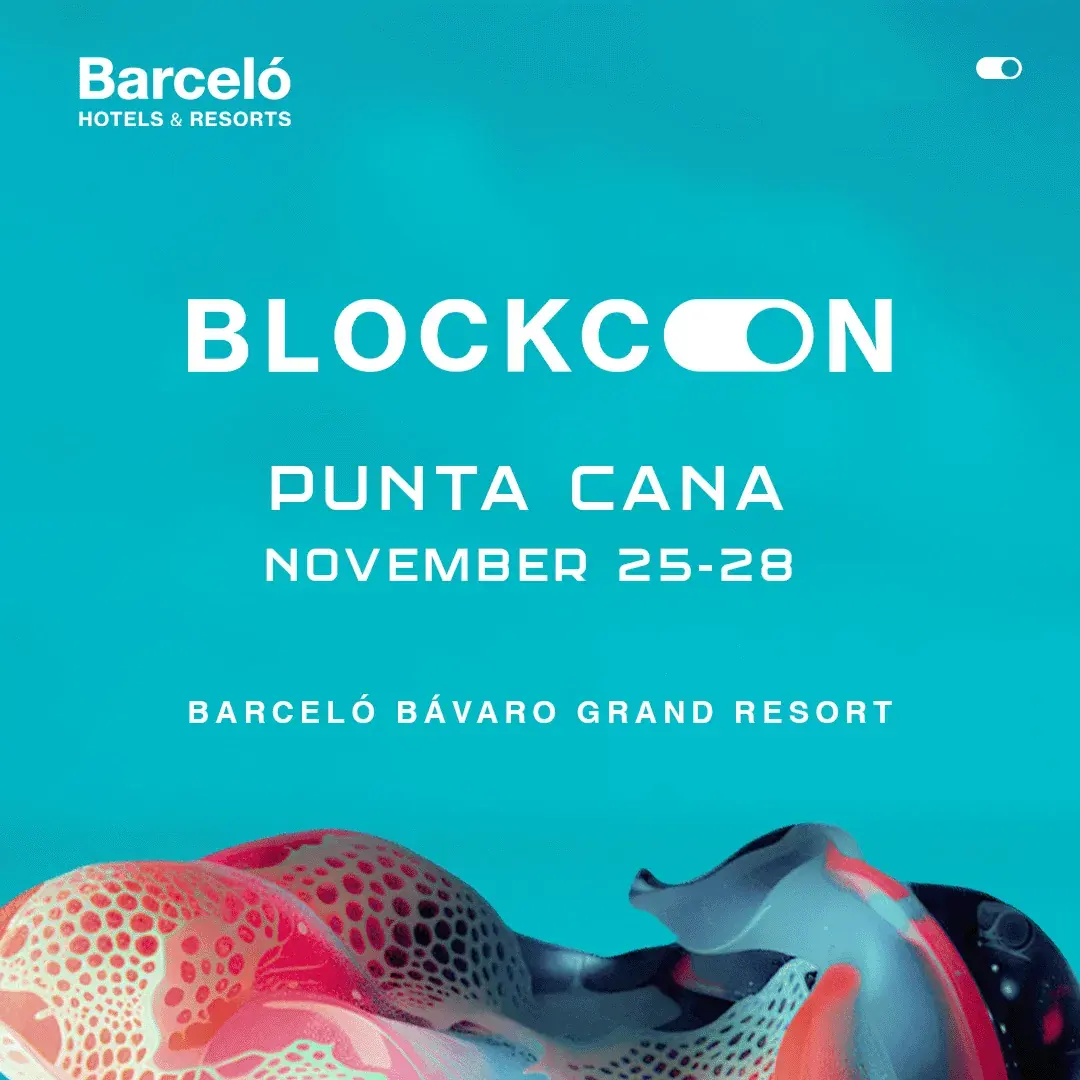 Barceló
HOTELS & RESORTS
BLOCKCON
PUNTA CANA
NOVEMBER 25-28
BARCELÓ BÁVARO GRAND RESORT